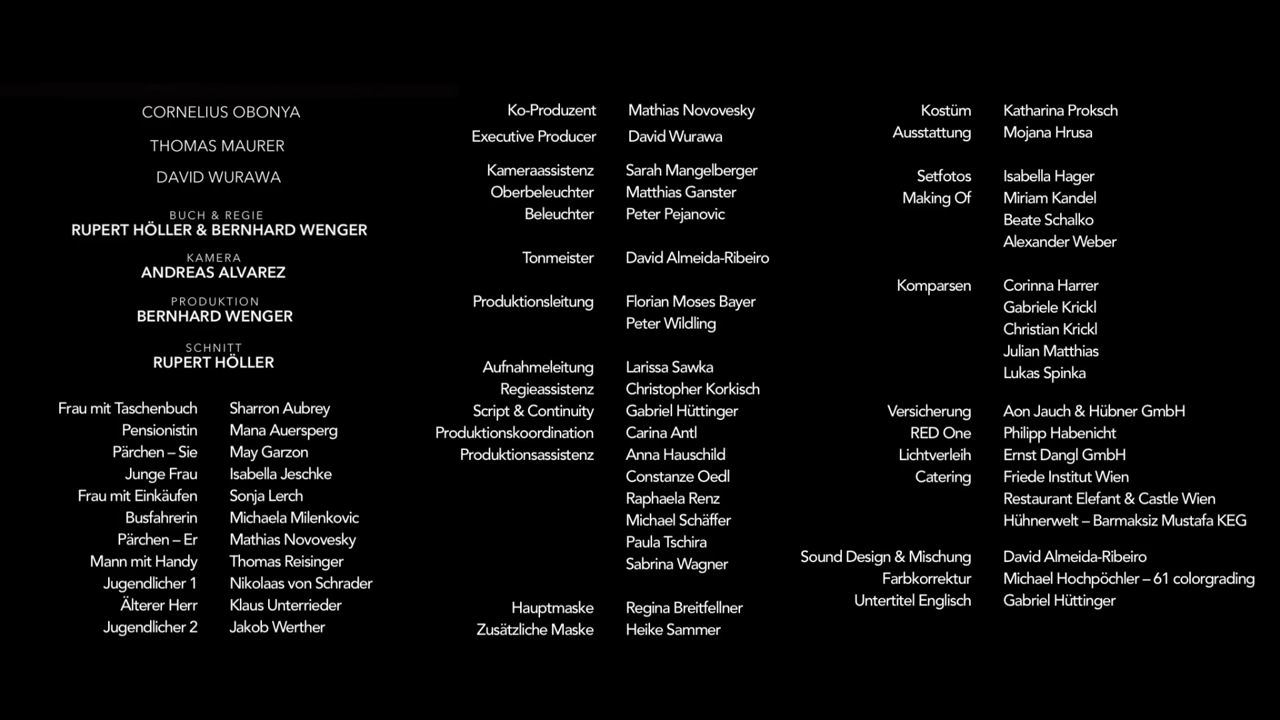 CORNELIUS OBONYA
THOMAS MAURER
DAVID WURAWA
BUCH & REGIE
RUPERT HÖLLER & BERNHARD WENGER
KAMERA
ANDREAS ALVAREZ
PRODUKTION
BERNHARD WENGER
SCHNITT
RUPERT HÖLLER
Frau mit Taschenbuch Sharron Aubrey
Pensionistin Mana Auersperg
Pärchen – Sie May Garzon
Junge Frau Isabella Jeschke
Frau mit Einkäufen Sonja Lerch
Busfahrerin Michaela Milenkovic
Pärchen – Er Mathias Novovesky
Mann mit Handy Thomas Reisinger
Jugendlicher 1 Nikolaas von Schrader
Älterer Herr Klaus Unterrieder
Jugendlicher 2 Jakob Werther
Ko-Produzent Mathias Novovesky
Executive Producer David Wurawa
Kameraassistenz Sarah Mangelberger
Oberbeleuchter Matthias Ganster
Beleuchter Peter Pejanovic
Tonmeister David Almeida-Ribeiro
Produktionsleitung Florian Moses Bayer
Peter Wildling
Aufnahmeleitung Larissa Sawka
Regieassistenz Christopher Korkisch
Script & Continuity Gabriel Hüttinger
Produktionskoordination Carina Antl
Produktionsassistenz Anna Hauschild
Constanze Oedl
Raphaela Renz
Michael Schäffer
Paula Tschira
Sabrina Wagner
Hauptmaske Regina Breitfellner
Zusätzliche Maske Heike Sammer
Kostüm Katharina Proksch
Ausstattung Mojana Hrusa
Setfotos Isabella Hager
Making Of Miriam Kandel
Beate Schalko
Alexander Weber
Komparsen Corinna Harrer
Gabriele Krickl
Christian Krickl
Julian Matthias
Lukas Spinka
Versicherung Aon Jauch & Hübner GmbH
RED One Philipp Habenicht
Lichtverleih Ernst Dangl GmbH
Catering Friede Institut Wien
Restaurant Elefant & Castle Wien
Hühnerwelt – Barmaksiz Mustafa KEG
Sound Design & Mischung David Almeida-Ribeiro
Farbkorrektur Michael Hochpöchler – 61 colorgrading
Untertitel Englisch Gabriel Hüttinger